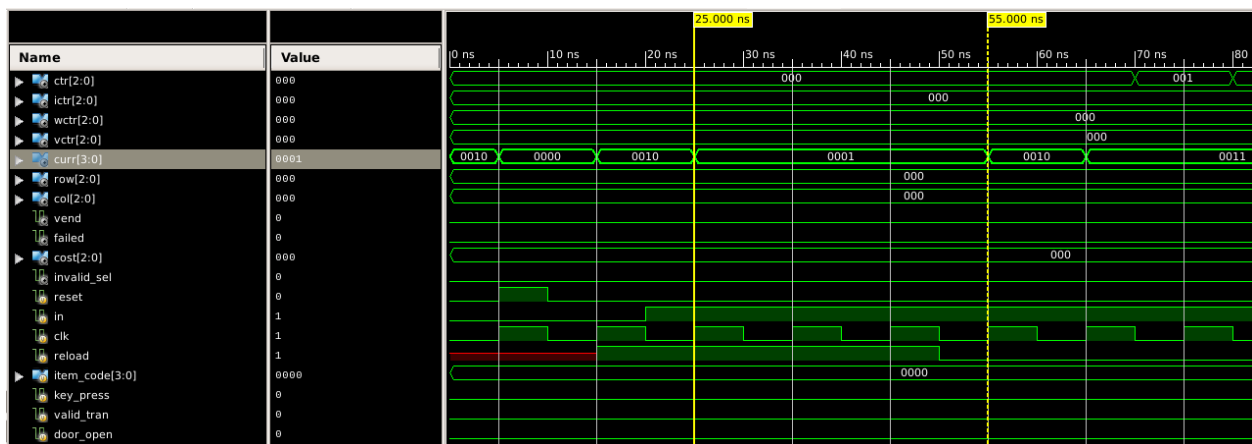 25.000 ns 55.000 ns
Name Value 0 ns 10 ns 20 ns 30 ns 40 ns 50 ns 60 ns 70 ns 80
ctr[2:0] 000 000 001
ictr[2:0] 000 000
wctr[2:0] 000 000
vctr[2:0] 000 000
curr[3:0] 0001 0010 0000 0010 0001 0010 0011
row[2:0] 000 000
col[2:0] 000 000
vend 0
failed 0
cost[2:0] 000 000
invalid_sel 0
reset 0
in 1
clk 1
reload 1
item_code[3:0] 0000 0000
key_press 0
valid_tran 0
door_open 0